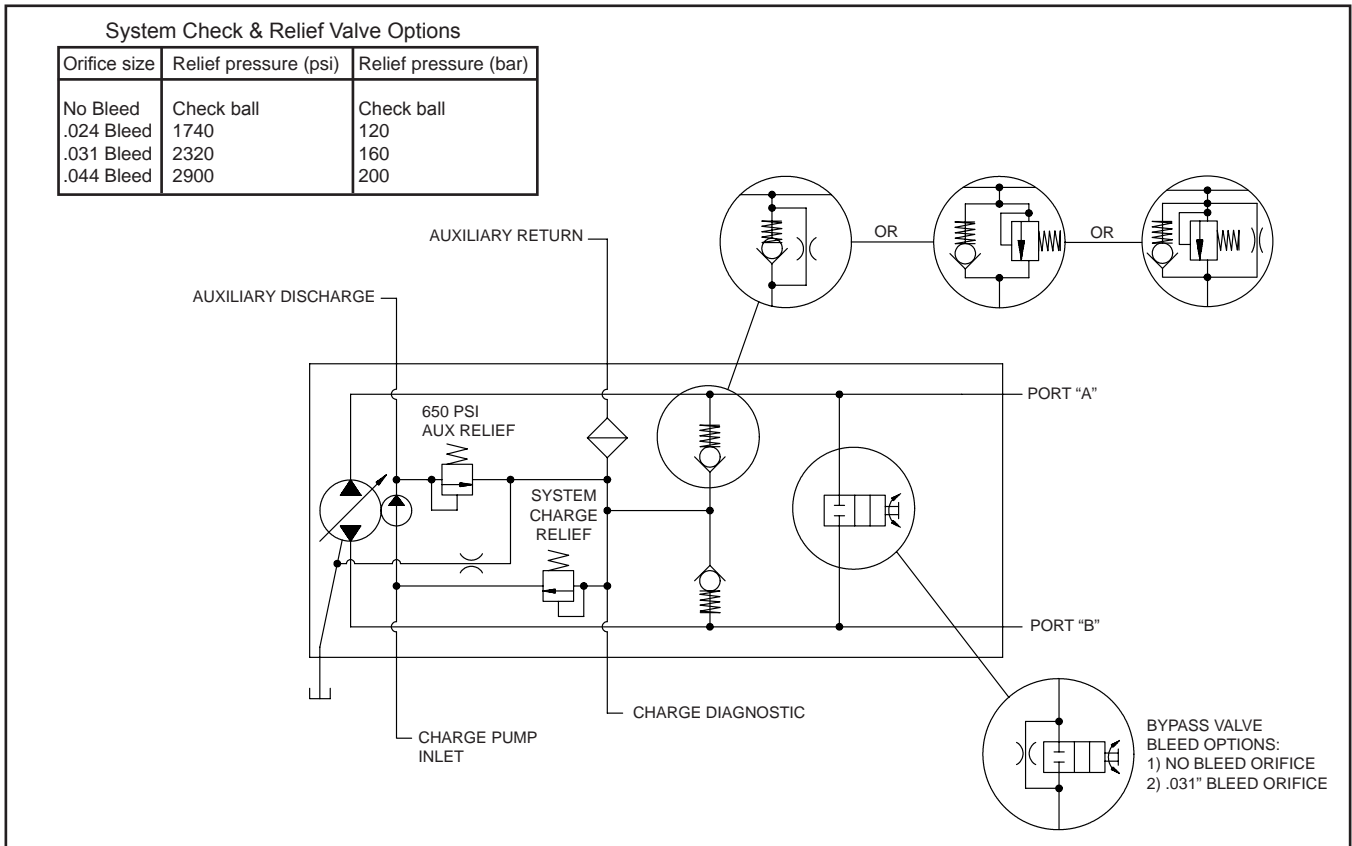 System Check & Relief Valve Options
Orifice size Relief pressure (psi) Relief pressure (bar)
No Bleed Check ball Check ball
.024 Bleed 1740 120
.031 Bleed 2320 160
.044 Bleed 2900 200
OR
OR
AUXILIARY RETURN
AUXILIARY DISCHARGE
PORT “A”
650 PSI
AUX RELIEF
SYSTEM
CHARGE
RELIEF
PORT “B”
CHARGE DIAGNOSTIC
CHARGE PUMP
INLET
BYPASS VALVE
BLEED OPTIONS:
1) NO BLEED ORIFICE
2) .031” BLEED ORIFICE